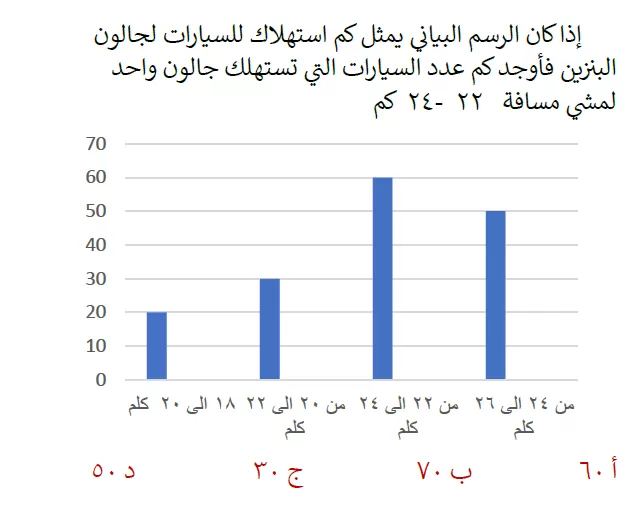 إذا كان الرسم البياني يمثل كم استهلاك للسيارات لجالون
البنزين فأوجد كم عدد السيارات التي تستهلك جالون واحد
لمشي مسافة ٢٢ -٢٤ كم
70
60
50
40
30
20
10
0
من ٢٤ الى ٢٦ كلم
من ٢٢ الى ٢٤ كلم
من ٢٠ الى ٢٢ كلم
١٨ الى ٢٠ كلم
أ ٦٠ ب ٧٠ ج ٣٠ د ٥٠